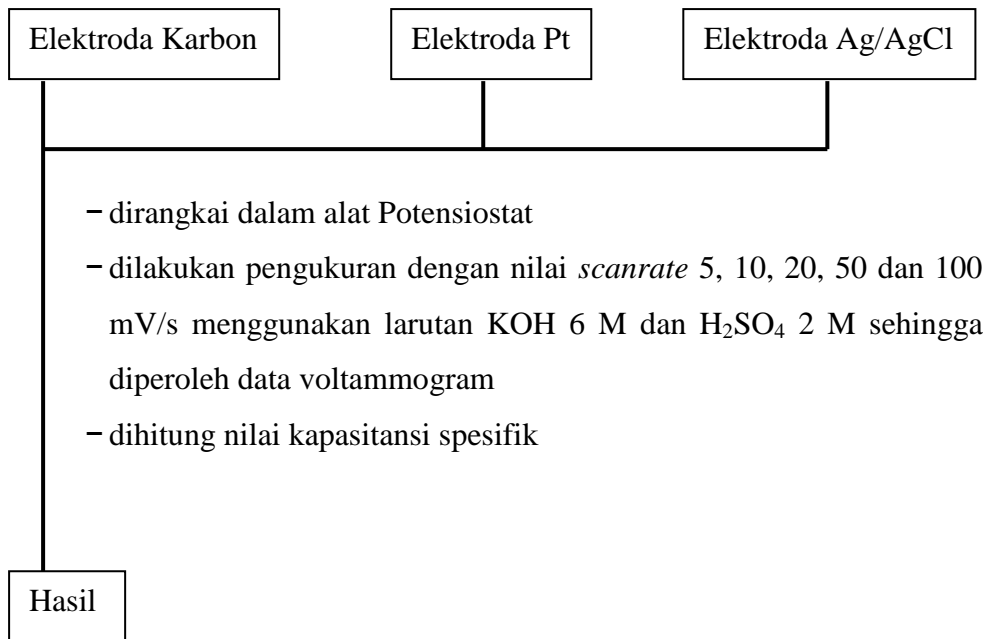 Elektroda Karbon
Elektroda Pt
Elektroda Ag/AgCl
− dirangkai dalam alat Potensiostat
− dilakukan pengukuran dengan nilai scanrate 5, 10, 20, 50 dan 100
mV/s menggunakan larutan KOH 6 M dan H₂SO₄ 2 M sehingga
diperoleh data voltammogram
− dihitung nilai kapasitansi spesifik
Hasil